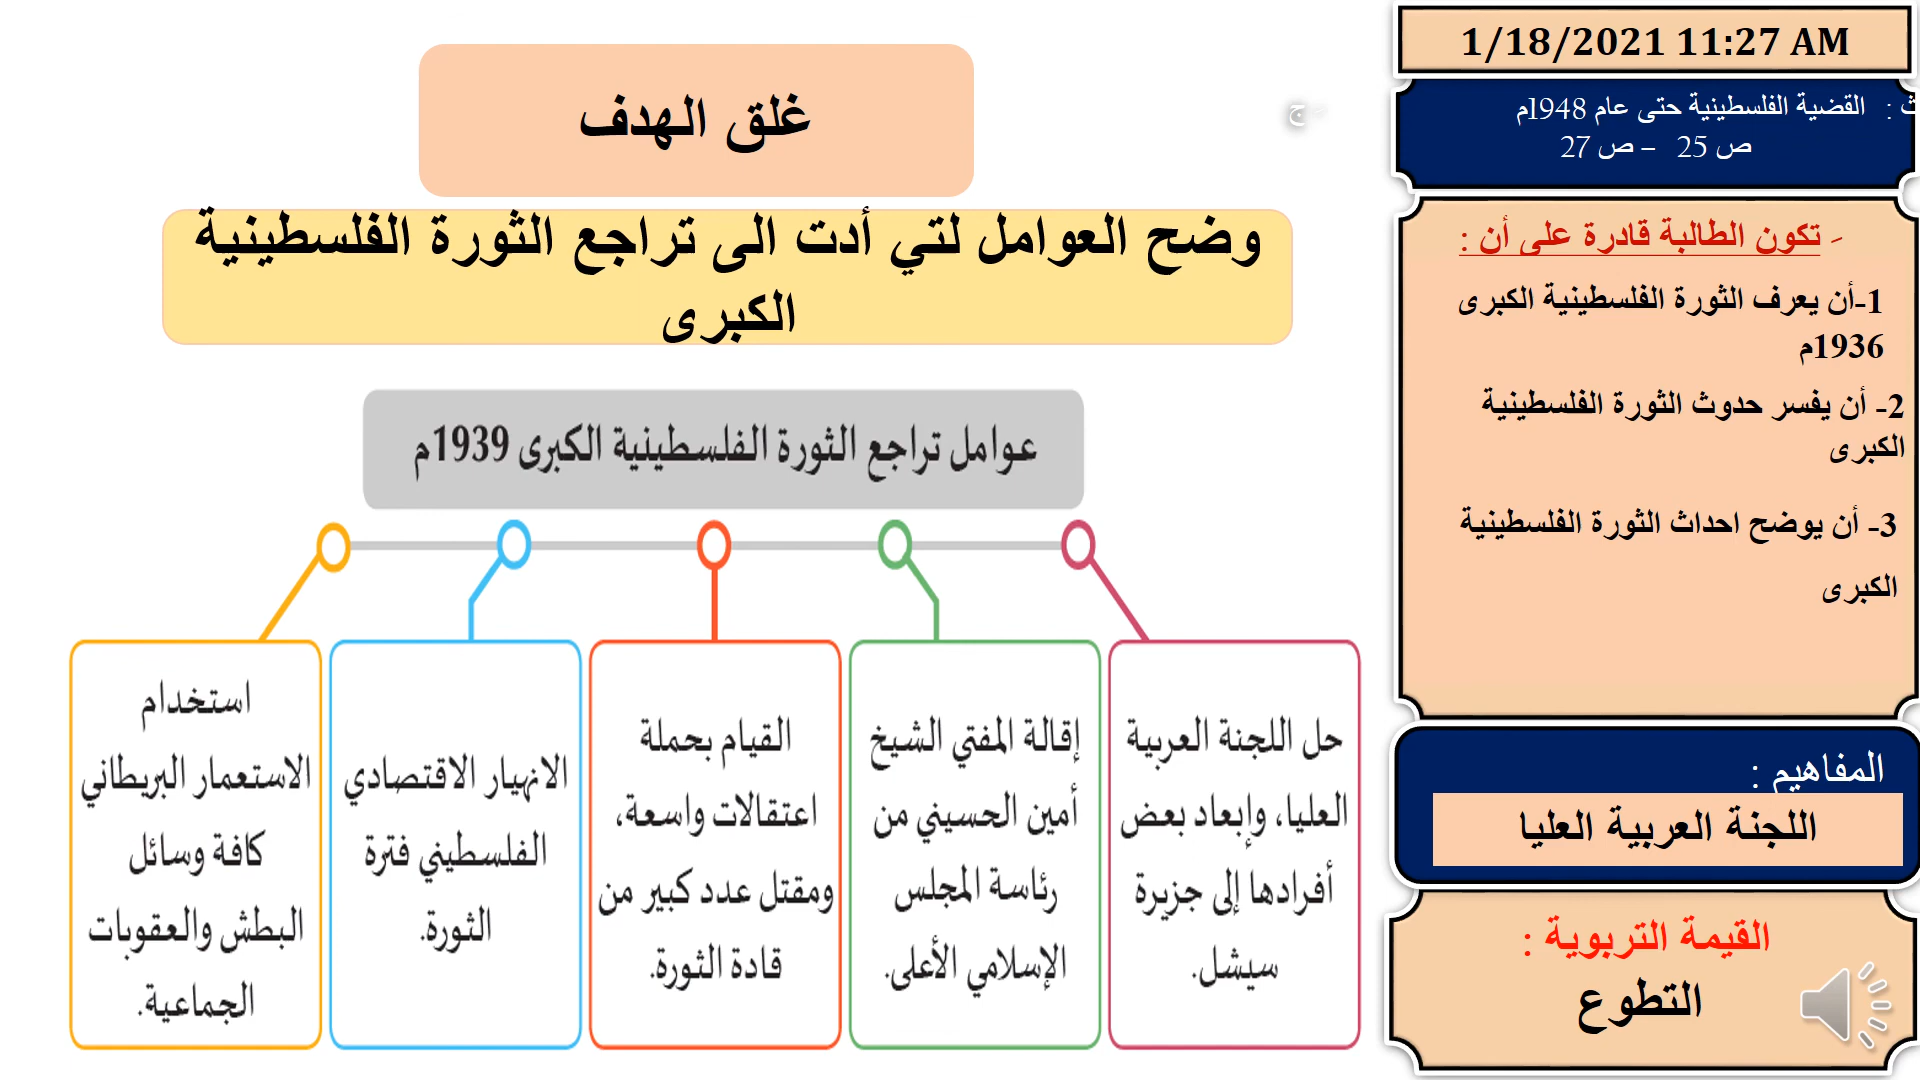 1/18/2021 11:27 AM
ث : القضية الفلسطينية حتى عام 1948م
ص 25 – ص 27
- تكون الطالبة قادرة على أن :
1-أن يعرف الثورة الفلسطينية الكبرى
1936م
2- أن يفسر حدوث الثورة الفلسطينية
الكبرى
3- أن يوضح احداث الثورة الفلسطينية
الكبرى
المفاهيم :
اللجنة العربية العليا
القيمة التربوية :
التطوع
- ج
غلق الهدف
وضح العوامل لتي أدت الى تراجع الثورة الفلسطينية
الكبرى
عوامل تراجع الثورة الفلسطينية الكبرى 1939م
حل اللجنة العربية
العليا، وإبعاد بعض
أفرادها إلى جزيرة
سيشل.
إقالة المفتي الشيخ
أمين الحسيني من
رئاسة المجلس
الإسلامي الأعلى.
القيام بحملة
اعتقالات واسعة،
ومقتل عدد كبير من
قادة الثورة.
الانهيار الاقتصادي
الفلسطيني فترة
الثورة.
استخدام
الاستعمار البريطاني
كافة وسائل
البطش والعقوبات
الجماعية.